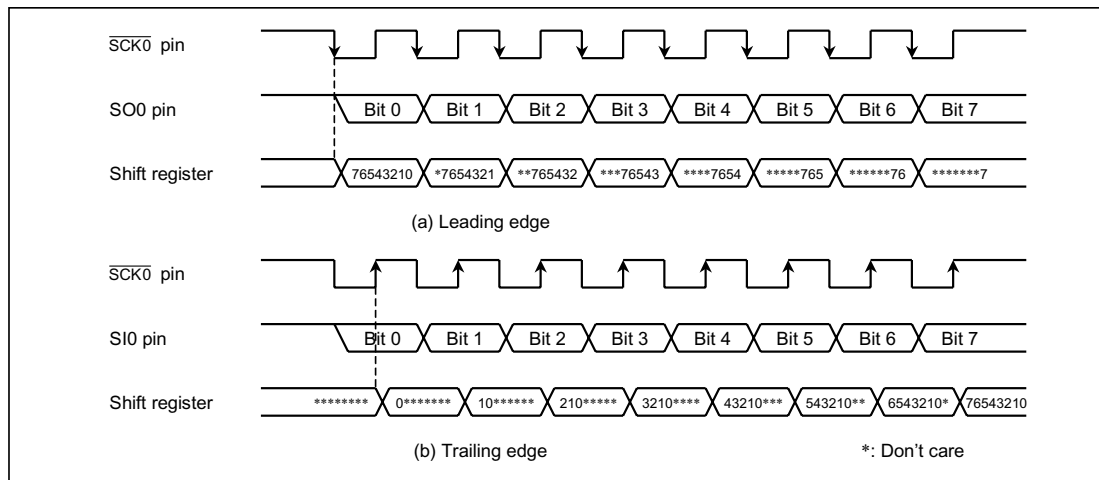 SCK0 pin
SO0 pin Bit 0 Bit 1 Bit 2 Bit 3 Bit 4 Bit 5 Bit 6 Bit 7
Shift register 76543210 *7654321 **765432 ***76543 ****7654 *****765 ******76 *******7
(a) Leading edge
SCK0 pin
SI0 pin Bit 0 Bit 1 Bit 2 Bit 3 Bit 4 Bit 5 Bit 6 Bit 7
Shift register ******** 0******* 10****** 210***** 3210**** 43210*** 543210** 6543210* 76543210
(b) Trailing edge *: Don't care